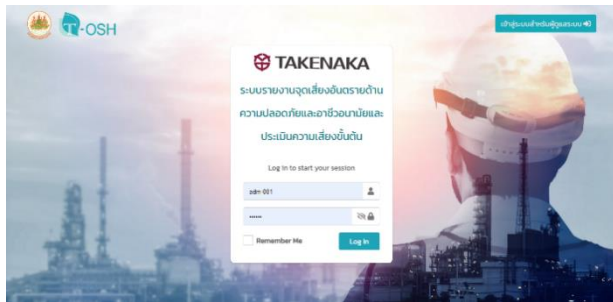 T-OSH
เข้าสู่ระบบสำหรับผู้ดูแลระบบ
TAKENAKA
ระบบรายงานจุดเสี่ยงอันตรายด้าน
ความปลอดภัยและอาชีวอนามัยและ
ประเมินความเสี่ยงขั้นต้น
Log in to start your session
adm-001
••••••
Remember Me
Log In